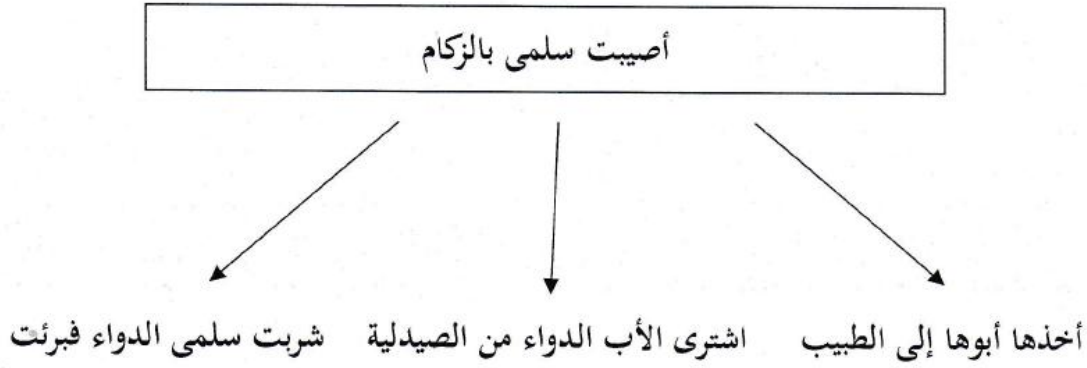 أصيبت سلمى بالزكام
أخذها أبوها إلى الطبيب اشترى الأب الدواء من الصيدلية شربت سلمى الدواء فبرئت